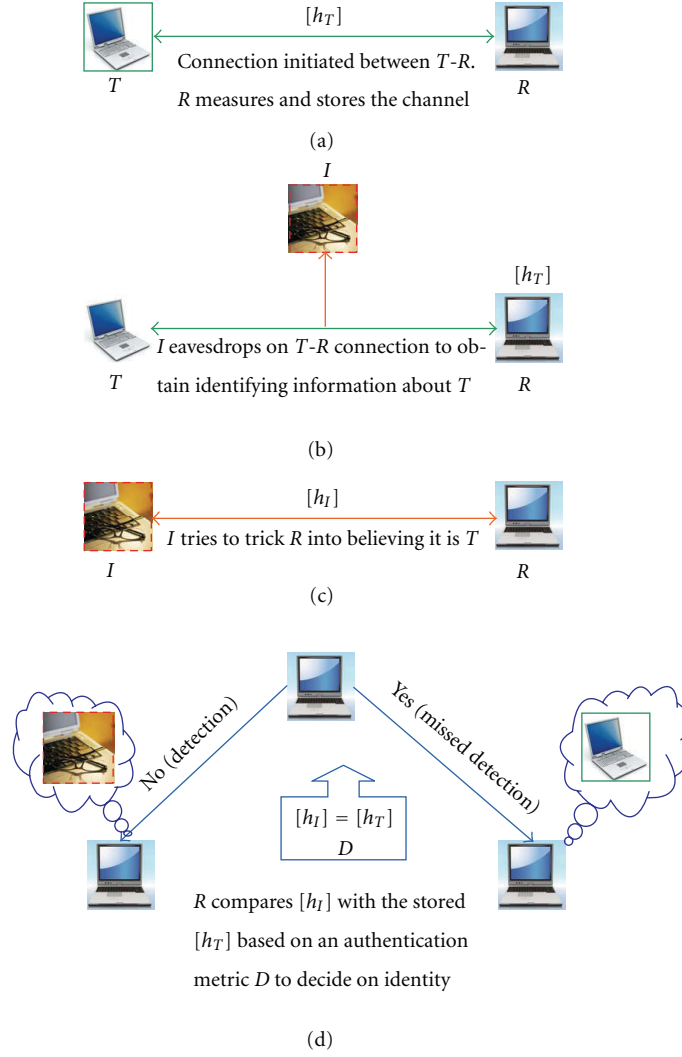 [h_T]
Connection initiated between T-R.
R measures and stores the channel
T
R
(a)
I
[h_T]
I eavesdrops on T-R connection to ob-
tain identifying information about T
T
R
(b)
[h_I]
I tries to trick R into believing it is T
I
R
(c)
No (detection)
Yes (missed detection)
[h_I] = [h_T]
D
R compares [h_I] with the stored
[h_T] based on an authentication
metric D to decide on identity
(d)